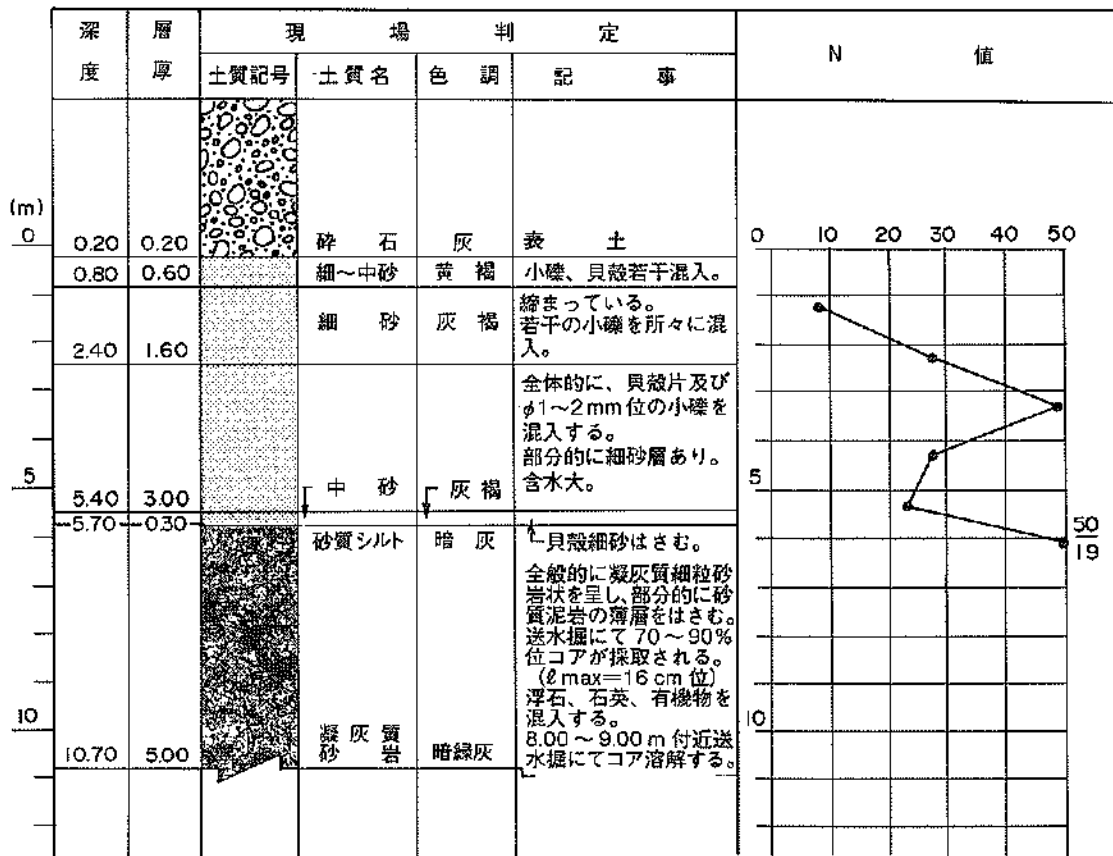 深度 層厚 現場判定 N値
土質記号 土質名 色調 記事
(m)
0 0.20 0.20 砕石 灰 表土 0 10 20 30 40 50
0.80 0.60 細～中砂 黄褐 小礫、貝殻若干混入。
締まっている。
若干の小礫を所々に混
入。
細砂 灰褐
2.40 1.60
全体的に、貝殻片及び
φ1～2mm位の小礫を
混入する。
部分的に細砂層あり。
含水大。
5 5.40 3.00 中砂 灰褐 5
5.70 0.30 砂質シルト 暗灰 貝殻細砂はさむ。 50/19
全般的に凝灰質細粒砂
岩状を呈し、部分的に砂
質泥岩の薄層をはさむ。
送水掘にて70～90%
位コアが採取される。
(ℓmax=16cm位)
浮石、石英、有機物を
混入する。
8.00～9.00m付近送
水掘にてコア溶解する。
10 10
10.70 5.00 凝灰質砂岩 暗緑灰